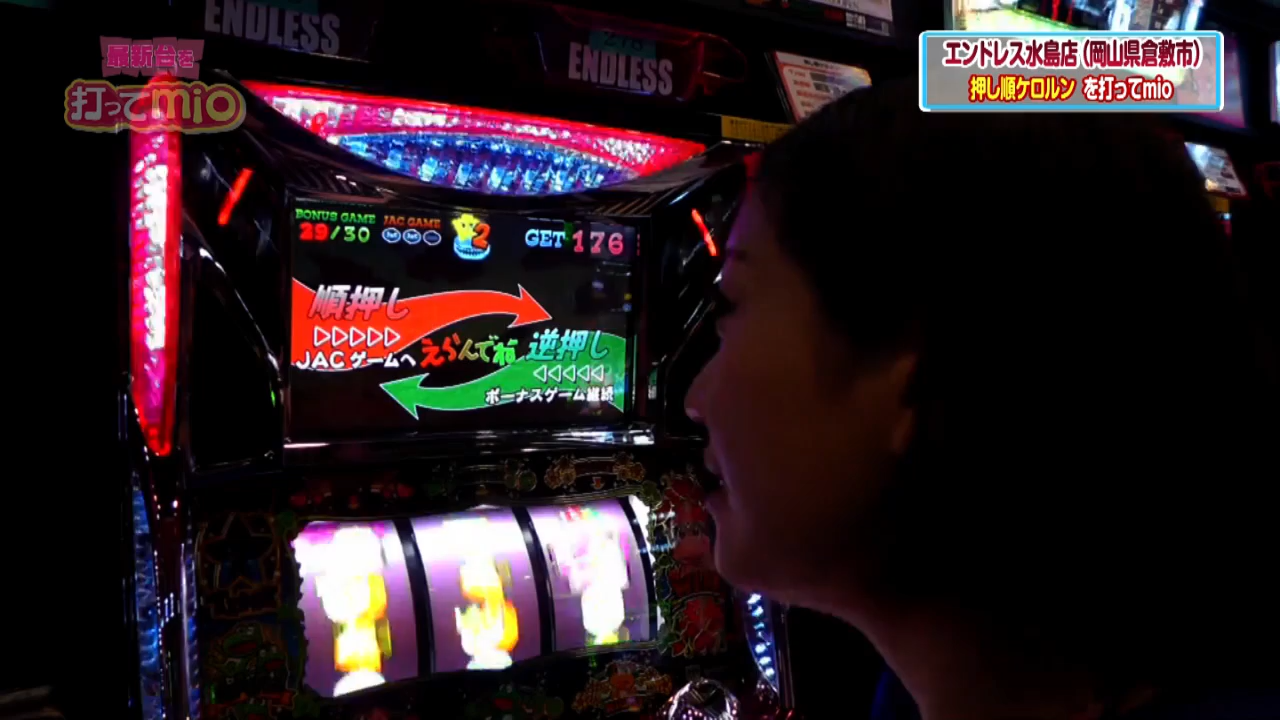 ENDLESS
278
ENDLESS
最新台を
打ってmio
エンドレス水島店(岡山県倉敷市)
押し順ケロルン を打ってmio
BONUS GAME
29/30
JAC GAME
2
GET 176
順押し
▷▷▷▷▷
JACゲームへ
えらんでね
逆押し
◁◁◁◁◁
ボーナスゲーム継続